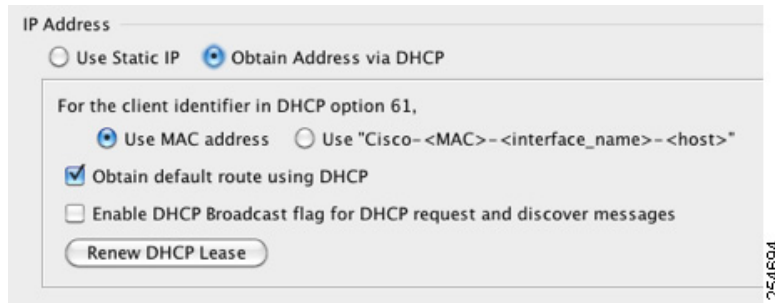 IP Address
Use Static IP Obtain Address via DHCP
For the client identifier in DHCP option 61,
Use MAC address Use "Cisco-<MAC>-<interface_name>-<host>"
Obtain default route using DHCP
Enable DHCP Broadcast flag for DHCP request and discover messages
Renew DHCP Lease
254694